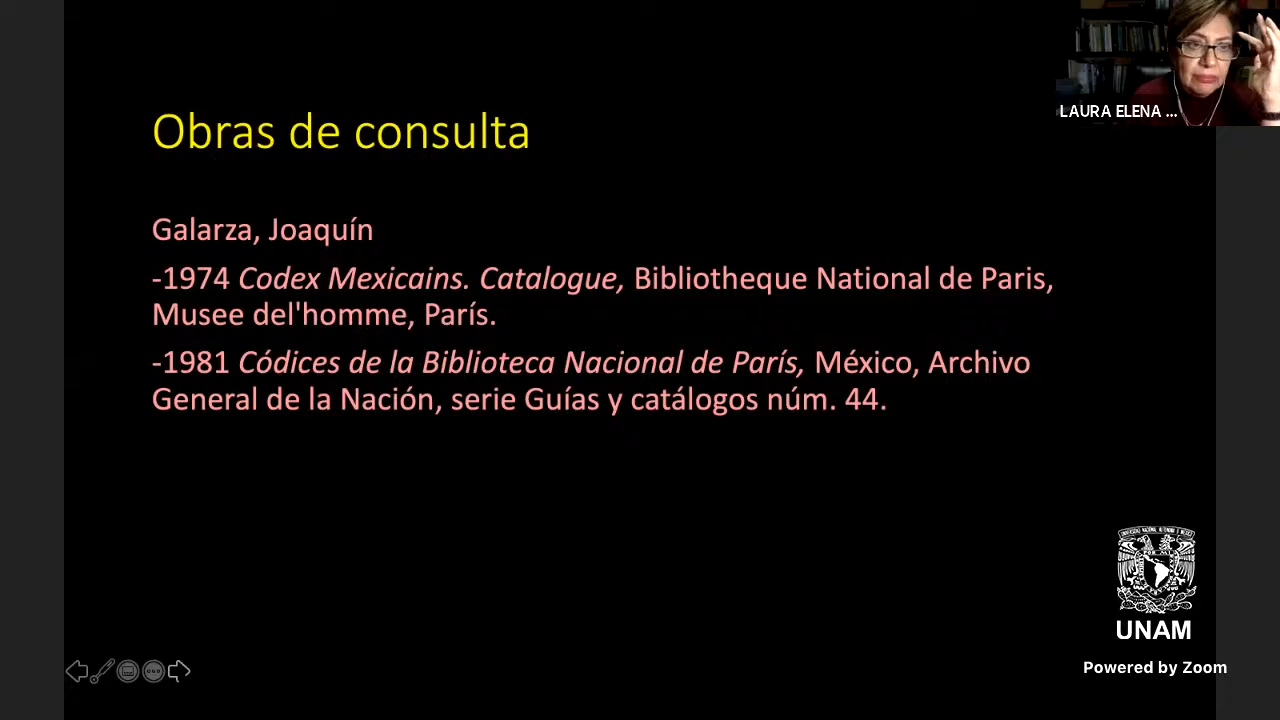 LAURA ELENA ...
Obras de consulta
Galarza, Joaquín
-1974 Codex Mexicains. Catalogue, Bibliotheque National de Paris,
Musee del'homme, París.
-1981 Códices de la Biblioteca Nacional de París, México, Archivo
General de la Nación, serie Guías y catálogos núm. 44.
UNAM
Powered by Zoom